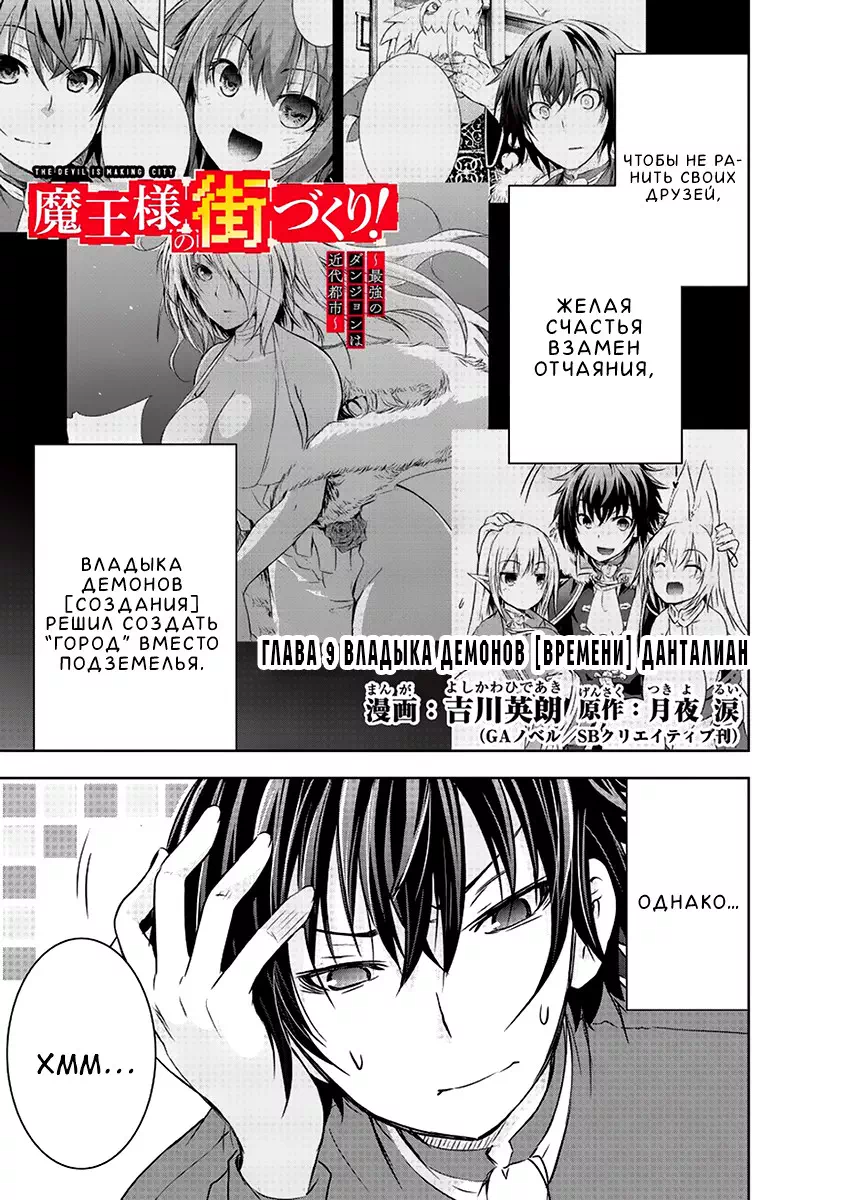 ЧТОБЫ НЕ РА-
НИТЬ СВОИХ
ДРУЗЕЙ,
THE DEVIL IS MAKING CITY
魔王様の街づくり!
~最強の
ダンジョンは
近代都市~
ЖЕЛАЯ
СЧАСТЬЯ
ВЗАМЕН
ОТЧАЯНИЯ,
ВЛАДЫКА
ДЕМОНОВ
[СОЗДАНИЯ]
РЕШИЛ СОЗДАТЬ
"ГОРОД" ВМЕСТО
ПОДЗЕМЕЛЬЯ.
ГЛАВА 9 ВЛАДЫКА ДЕМОНОВ [ВРЕМЕНИ] ДАНТАЛИАН
まんが よしかわひであき げんさく つきよ るい
漫画:吉川英朗 原作:月夜 涙
(GAノベル/SBクリエイティブ刊)
ОДНАКО...
ХММ...